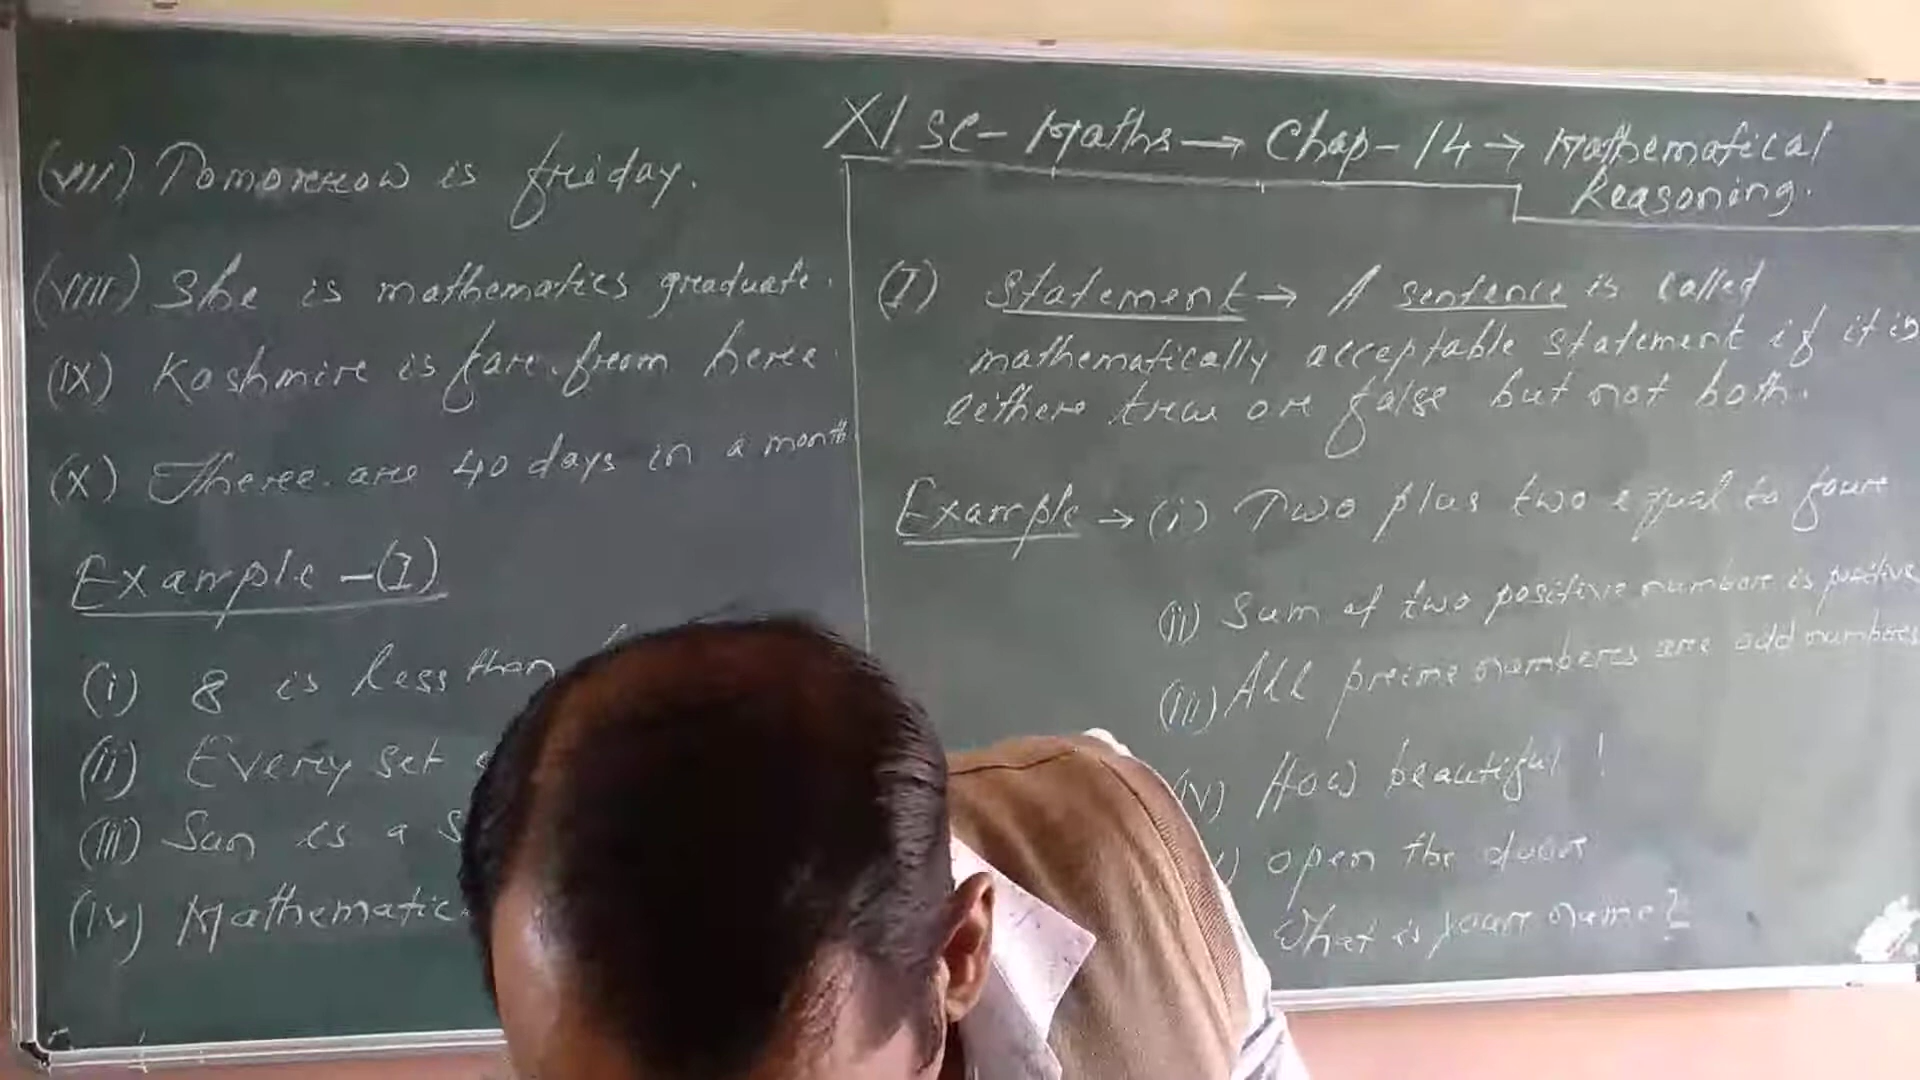 XI Sc- Maths → Chap-14 → Mathematical
Reasoning.
(I) Statement → A sentence is called
mathematically acceptable statement if it is
either true or false but not both.
Example → (i) Two plus two equal to four
(ii) Sum of two positive numbers is positive
(iii) All prime numbers are odd numbers
(iv) How beautiful !
open the door
What is your name?
(vii) Tomorrow is friday.
(viii) She is mathematics graduate.
(ix) Kashmire is far from here.
(x) There are 40 days in a month
Example -(I)
(i) 8 is less than
(ii) Every set
(iii) Sun is a
(iv)